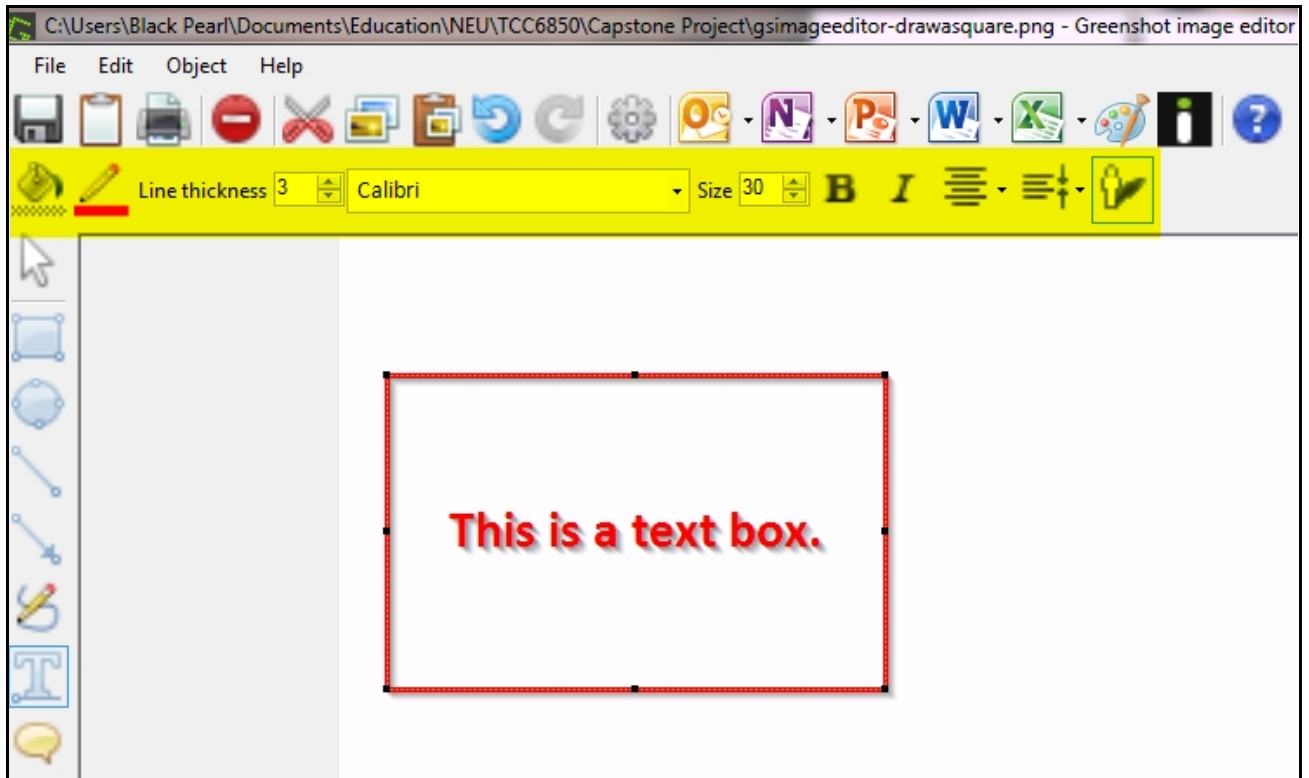 C:\Users\Black Pearl\Documents\Education\NEU\TCC6850\Capstone Project\gsimageeditor-drawasquare.png - Greenshot image editor
File Edit Object Help
Line thickness 3 Calibri Size 30 B I
This is a text box.